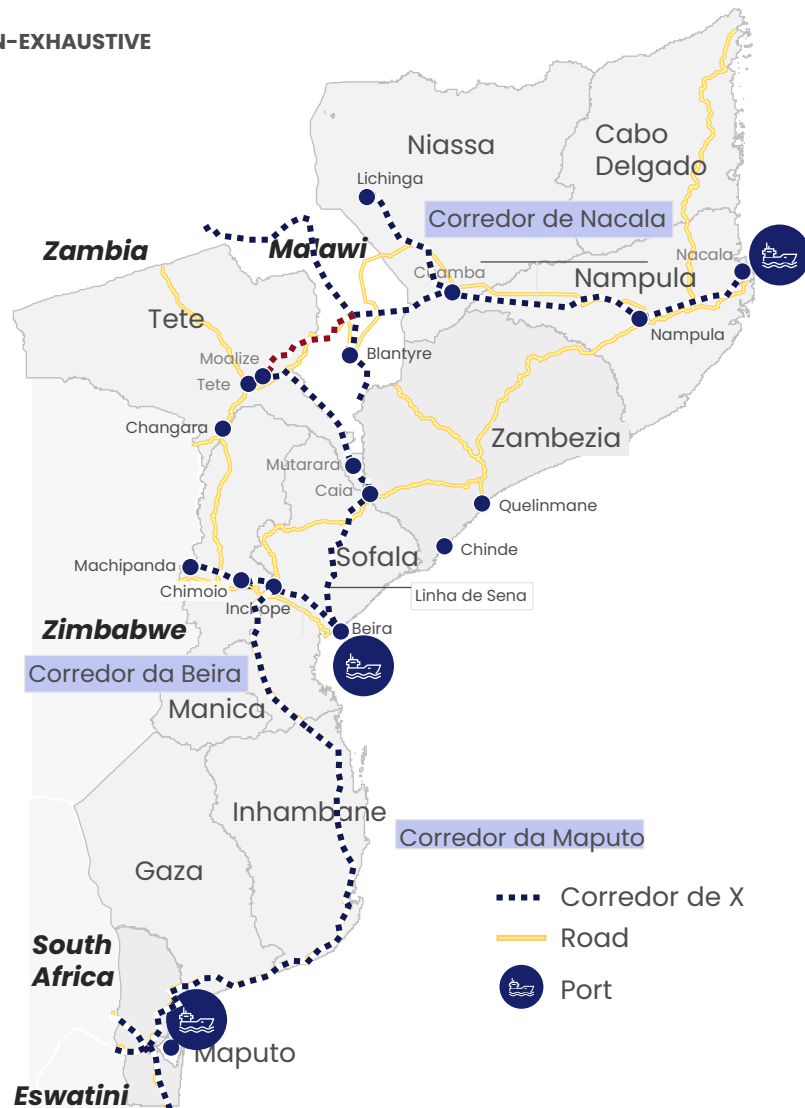 N-EXHAUSTIVE
Cabo
Delgado
Niassa
Lichinga
Corredor de Nacala
Zambia
Malawi
Nacala
Cuamba
Nampula
Tete
Nampula
Moatize
Blantyre
Tete
Changara
Zambezia
Mutarara
Caia
Quelinmane
Chinde
Sofala
Machipanda
Chimoio
Linha de Sena
Inchope
Zimbabwe
Beira
Corredor da Beira
Manica
Inhambane
Corredor da Maputo
Gaza
Corredor de X
Road
South
Africa
Port
Maputo
Eswatini